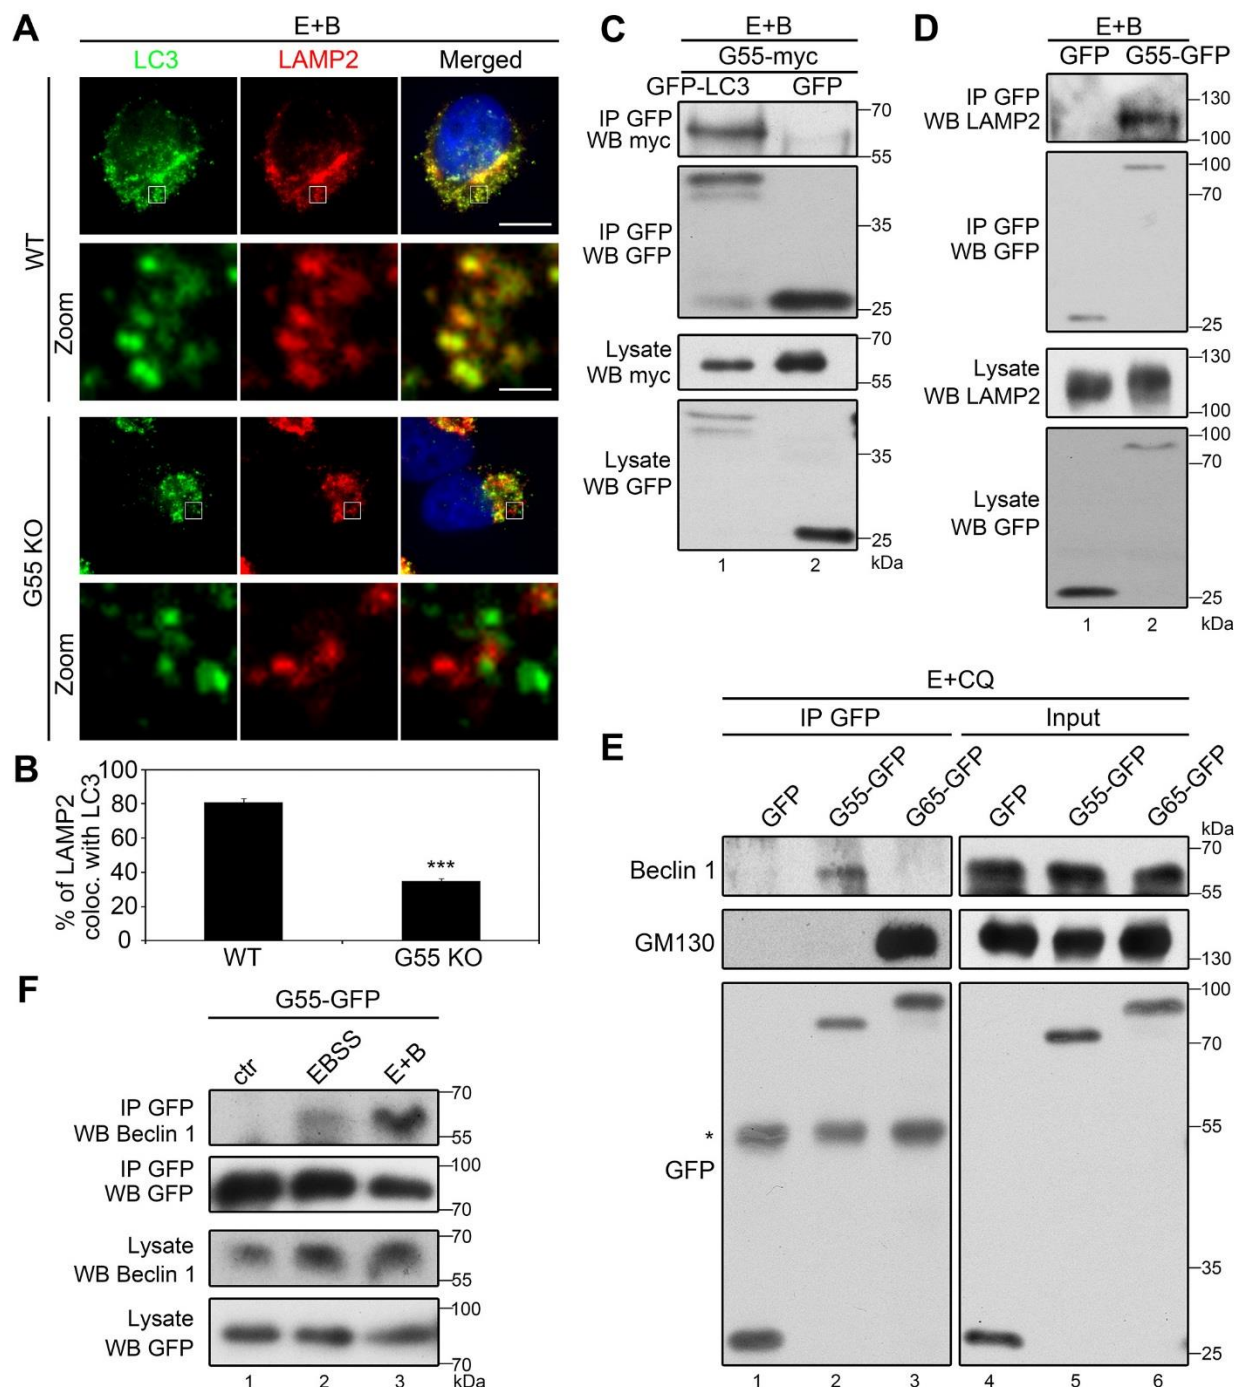 A
E+B
LC3 LAMP2 Merged
WT
Zoom
G55 KO
Zoom
B
% of LAMP2
coloc. with LC3
100
80
60
40
20
0
***
WT G55 KO
C
E+B
G55-myc
GFP-LC3 GFP
IP GFP
WB myc
70
55
IP GFP
WB GFP
35
25
Lysate
WB myc
70
55
Lysate
WB GFP
35
25
1 2 kDa
D
E+B
GFP G55-GFP
IP GFP
WB LAMP2
130
100
IP GFP
WB GFP
100
70
25
Lysate
WB LAMP2
130
100
Lysate
WB GFP
100
70
25
1 2 kDa
E
E+CQ
IP GFP Input
GFP G55-GFP G65-GFP GFP G55-GFP G65-GFP
kDa
Beclin 1
70
55
GM130
130
*
GFP
100
70
55
35
25
1 2 3 4 5 6
F
G55-GFP
ctr EBSS E+B
IP GFP
WB Beclin 1
70
55
IP GFP
WB GFP
100
70
Lysate
WB Beclin 1
70
55
Lysate
WB GFP
100
70
1 2 3 kDa